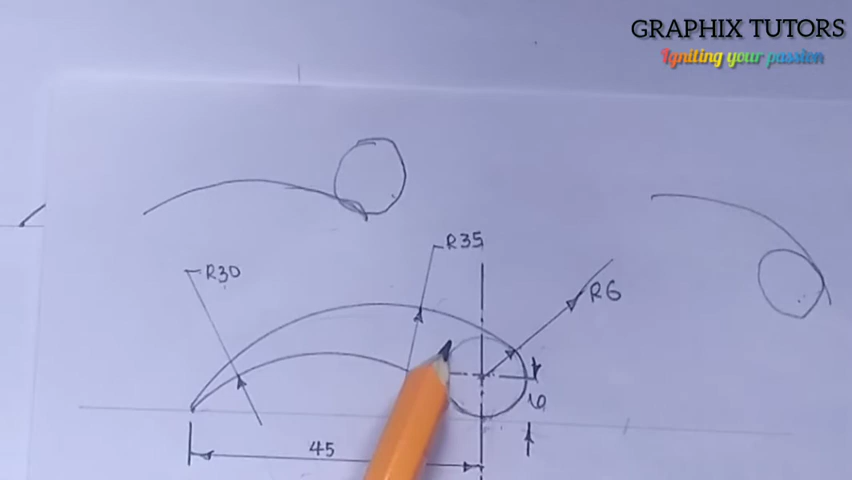 GRAPHIX TUTORS
Igniting your passion
R35
R30
R6
6
45